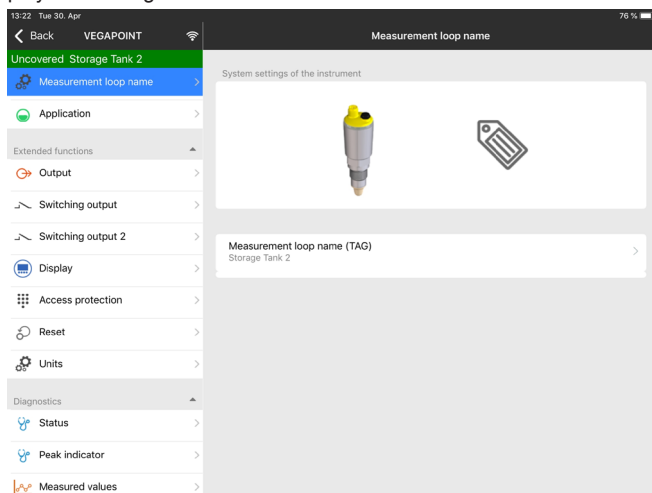 13:22 Tue 30. Apr
76 %
Back
VEGAPOINT
Measurement loop name
Uncovered Storage Tank 2
Measurement loop name
Application
Extended functions
Output
Switching output
Switching output 2
Display
Access protection
Reset
Units
Diagnostics
Status
Peak indicator
Measured values
System settings of the instrument
Measurement loop name (TAG)
Storage Tank 2